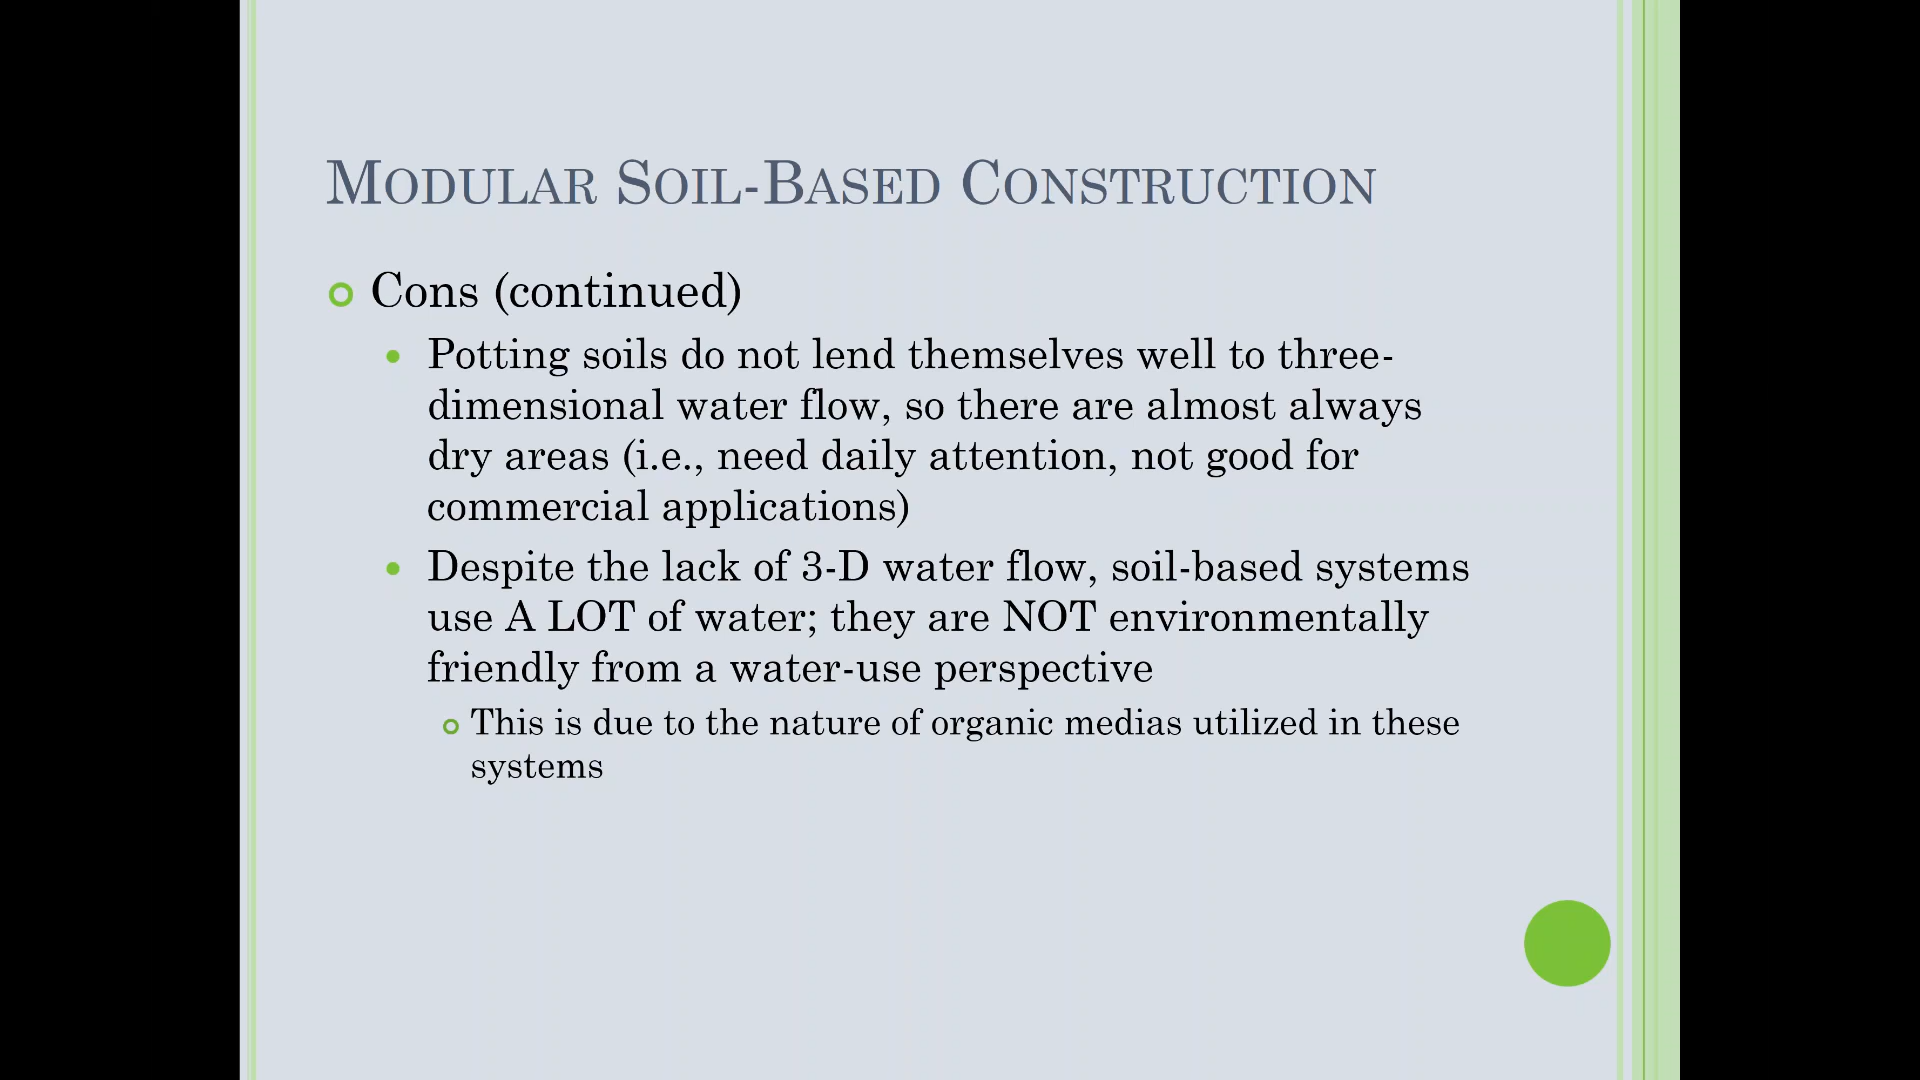 Modular Soil-Based Construction
Cons (continued)
Potting soils do not lend themselves well to three-
dimensional water flow, so there are almost always
dry areas (i.e., need daily attention, not good for
commercial applications)
Despite the lack of 3-D water flow, soil-based systems
use A LOT of water; they are NOT environmentally
friendly from a water-use perspective
This is due to the nature of organic medias utilized in these
systems